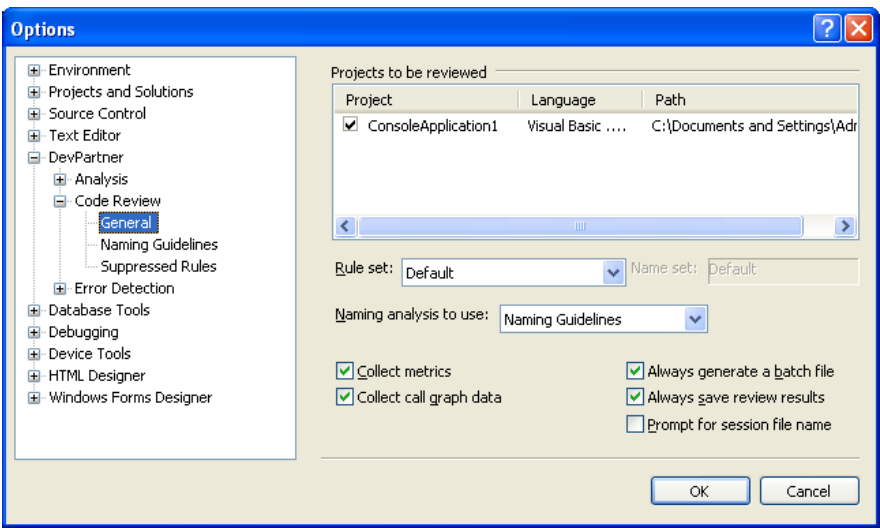 Options
Environment
Projects and Solutions
Source Control
Text Editor
DevPartner
Analysis
Code Review
General
Naming Guidelines
Suppressed Rules
Error Detection
Database Tools
Debugging
Device Tools
HTML Designer
Windows Forms Designer
Projects to be reviewed
Project Language Path
ConsoleApplication1 Visual Basic .... C:\Documents and Settings\Adr
Rule set: Default Name set: Default
Naming analysis to use: Naming Guidelines
Collect metrics Always generate a batch file
Collect call graph data Always save review results
Prompt for session file name
OK Cancel